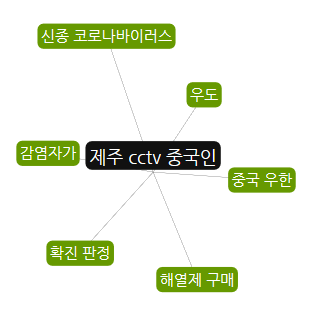 신종 코로나바이러스
우도
감염자가
제주 cctv 중국인
중국 우한
확진 판정
해열제 구매